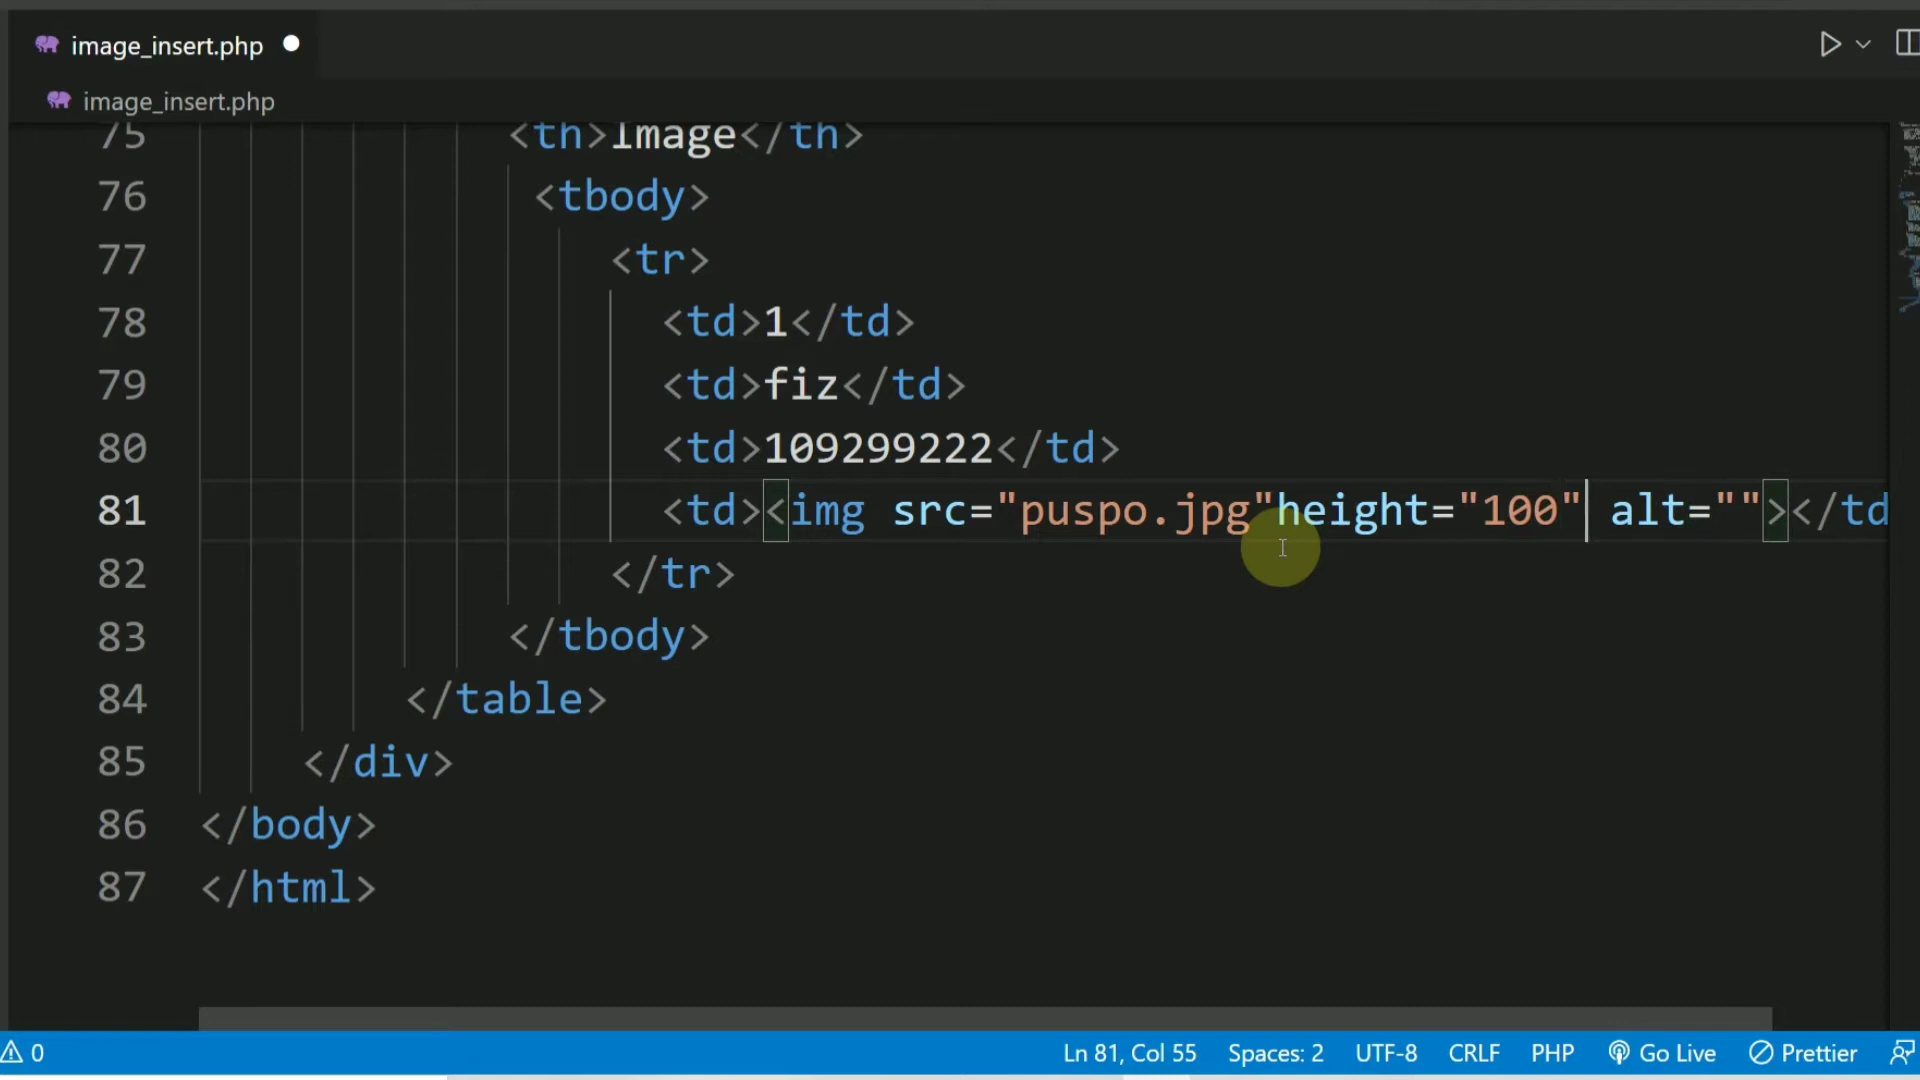 image_insert.php
image_insert.php
75 <th>Image</th>
76 <tbody>
77 <tr>
78 <td>1</td>
79 <td>fiz</td>
80 <td>109299222</td>
81 <td><img src="puspo.jpg"height="100" alt=""></td
82 </tr>
83 </tbody>
84 </table>
85 </div>
86 </body>
87 </html>
0 Ln 81, Col 55 Spaces: 2 UTF-8 CRLF PHP Go Live Prettier